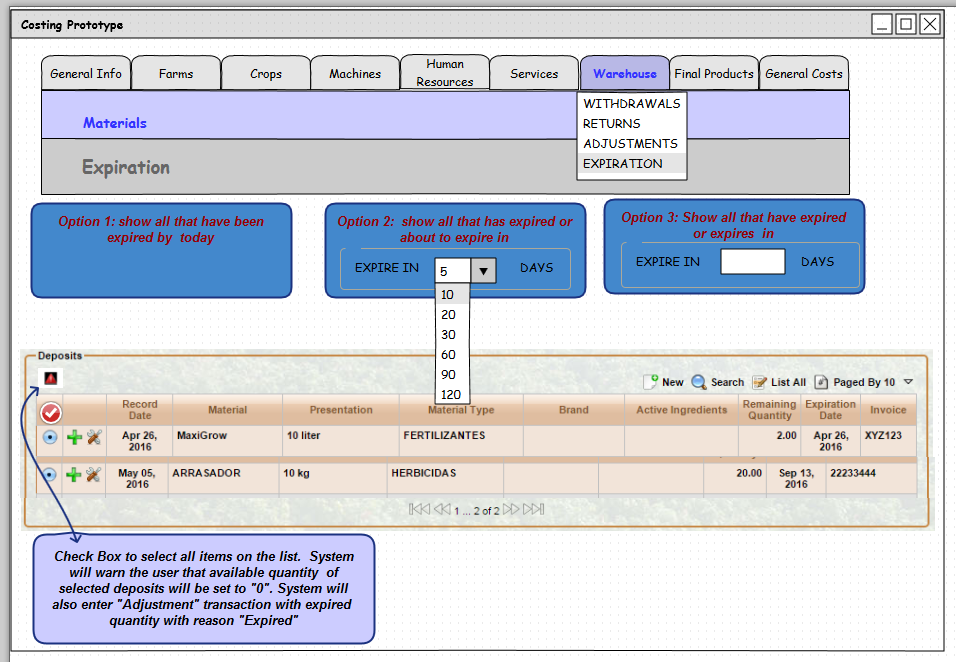 Costing Prototype
General Info
Farms
Crops
Machines
Human
Resources
Services
Warehouse
Final Products
General Costs
Materials
Expiration
WITHDRAWALS
RETURNS
ADJUSTMENTS
EXPIRATION
Option 1: show all that have been
expired by today
Option 2: show all that has expired or
about to expire in
EXPIRE IN
5
DAYS
10
20
30
60
90
120
Option 3: Show all that have expired
or expires in
EXPIRE IN
DAYS
Deposits
New
Search
List All
Paged By 10
Record
Date
Material
Presentation
Material Type
Brand
Active Ingredients
Remaining
Quantity
Expiration
Date
Invoice
Apr 26,
2016
MaxiGrow
10 liter
FERTILIZANTES
2.00
Apr 26,
2016
XYZ123
May 05,
2016
ARRASADOR
10 kg
HERBICIDAS
20.00
Sep 13,
2016
22233444
1 ... 2 of 2
Check Box to select all items on the list. System
will warn the user that available quantity of
selected deposits will be set to "0". System will
also enter "Adjustment" transaction with expired
quantity with reason "Expired"